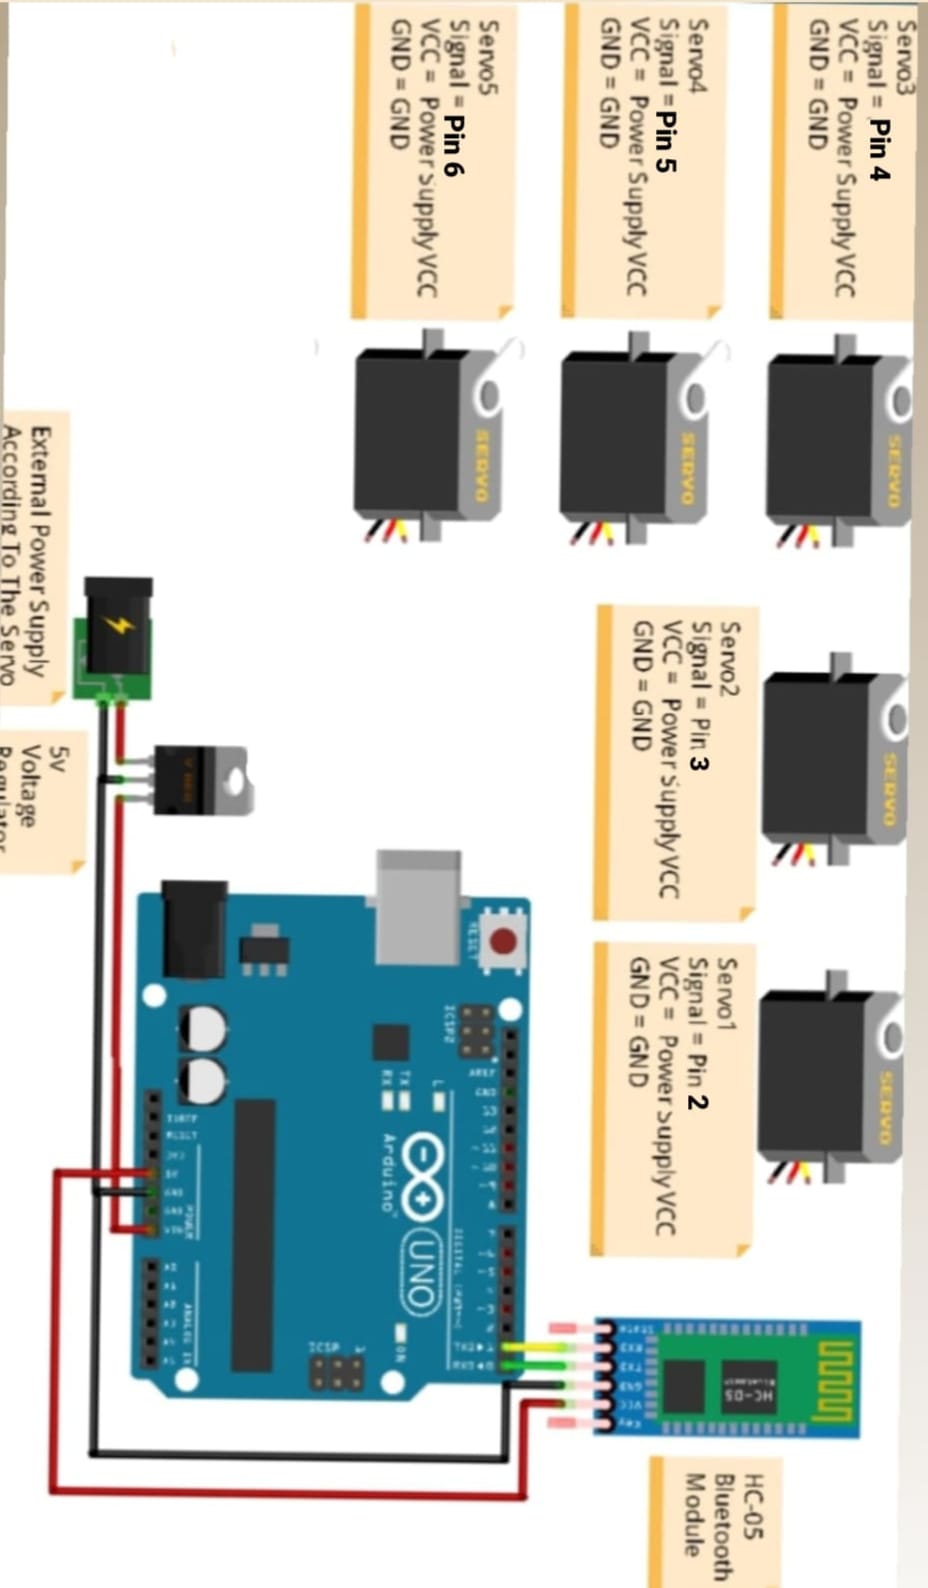 Servo3
Signal = Pin 4
VCC = Power Supply VCC
GND = GND
Servo4
Signal = Pin 5
VCC = Power Supply VCC
GND = GND
Servo5
Signal = Pin 6
VCC = Power Supply VCC
GND = GND
SERVO
SERVO
SERVO
Servo2
Signal = Pin 3
VCC = Power Supply VCC
GND = GND
SERVO
Servo1
Signal = Pin 2
VCC = Power Supply VCC
GND = GND
SERVO
External Power Supply
According To The Servo
5v
Voltage
Regulator
RESET
ICSP2
AREF
GND
13
12
11
10
9
8
L
TX
RX
Arduino
UNO
7
6
5
4
3
2
TX0 1
RX0 0
ON
ICSP
1
IOREF
RESET
3V3
5V
GND
GND
VIN
POWER
A0
A1
A2
A3
A4
A5
ANALOG IN
State
RXD
TXD
GND
VCC
Key
HC-05
Bluetooth
HC-05
Bluetooth
Module